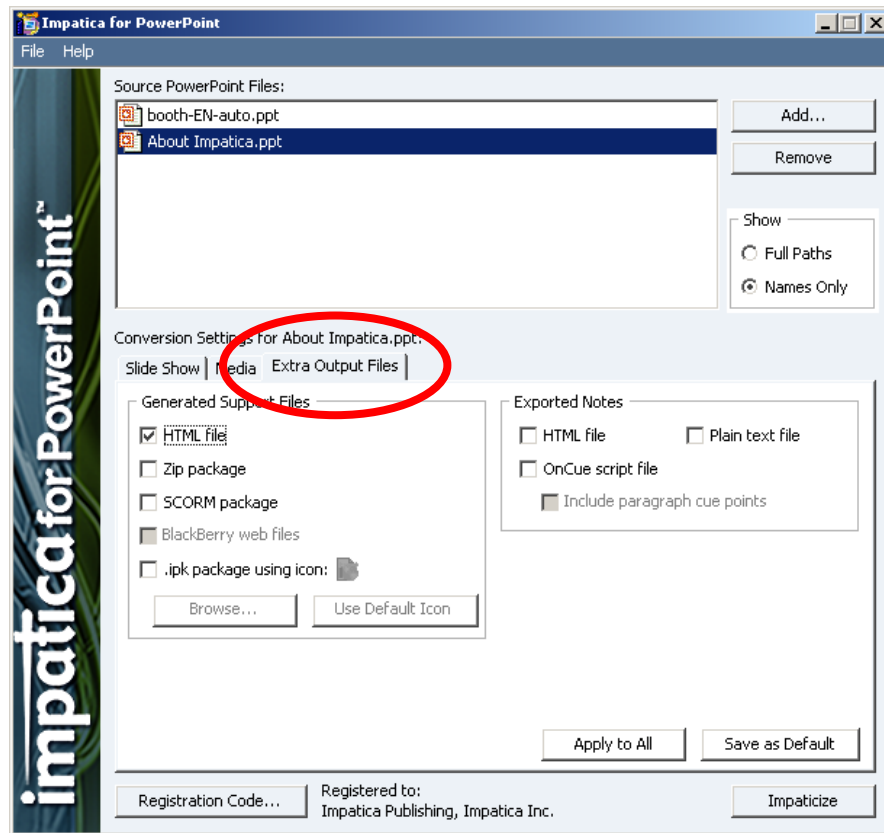 Impatica for PowerPoint
File Help
Source PowerPoint Files:
booth-EN-auto.ppt
About Impatica.ppt
Add...
Remove
Show
Full Paths
Names Only
impatica for PowerPoint™
Conversion Settings for About Impatica.ppt:
Slide Show Media Extra Output Files
Generated Support Files
HTML file
Zip package
SCORM package
BlackBerry web files
.ipk package using icon:
Browse... Use Default Icon
Exported Notes
HTML file Plain text file
OnCue script file
Include paragraph cue points
Apply to All Save as Default
Registration Code...
Registered to:
Impatica Publishing, Impatica Inc.
Impaticize